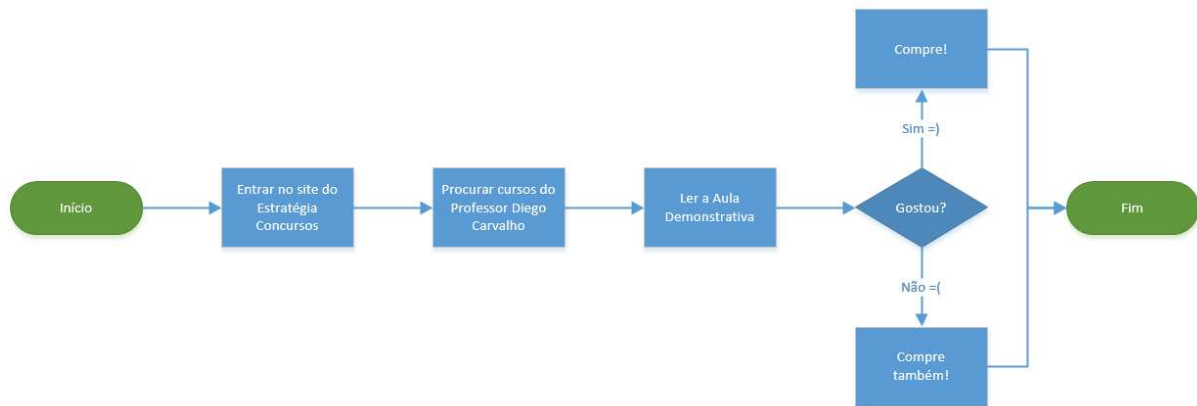 Início
Entrar no site do
Estratégia
Concursos
Procurar cursos do
Professor Diego
Carvalho
Ler a Aula
Demonstrativa
Gostou?
Sim =)
Compre!
Não =(
Compre
também!
Fim